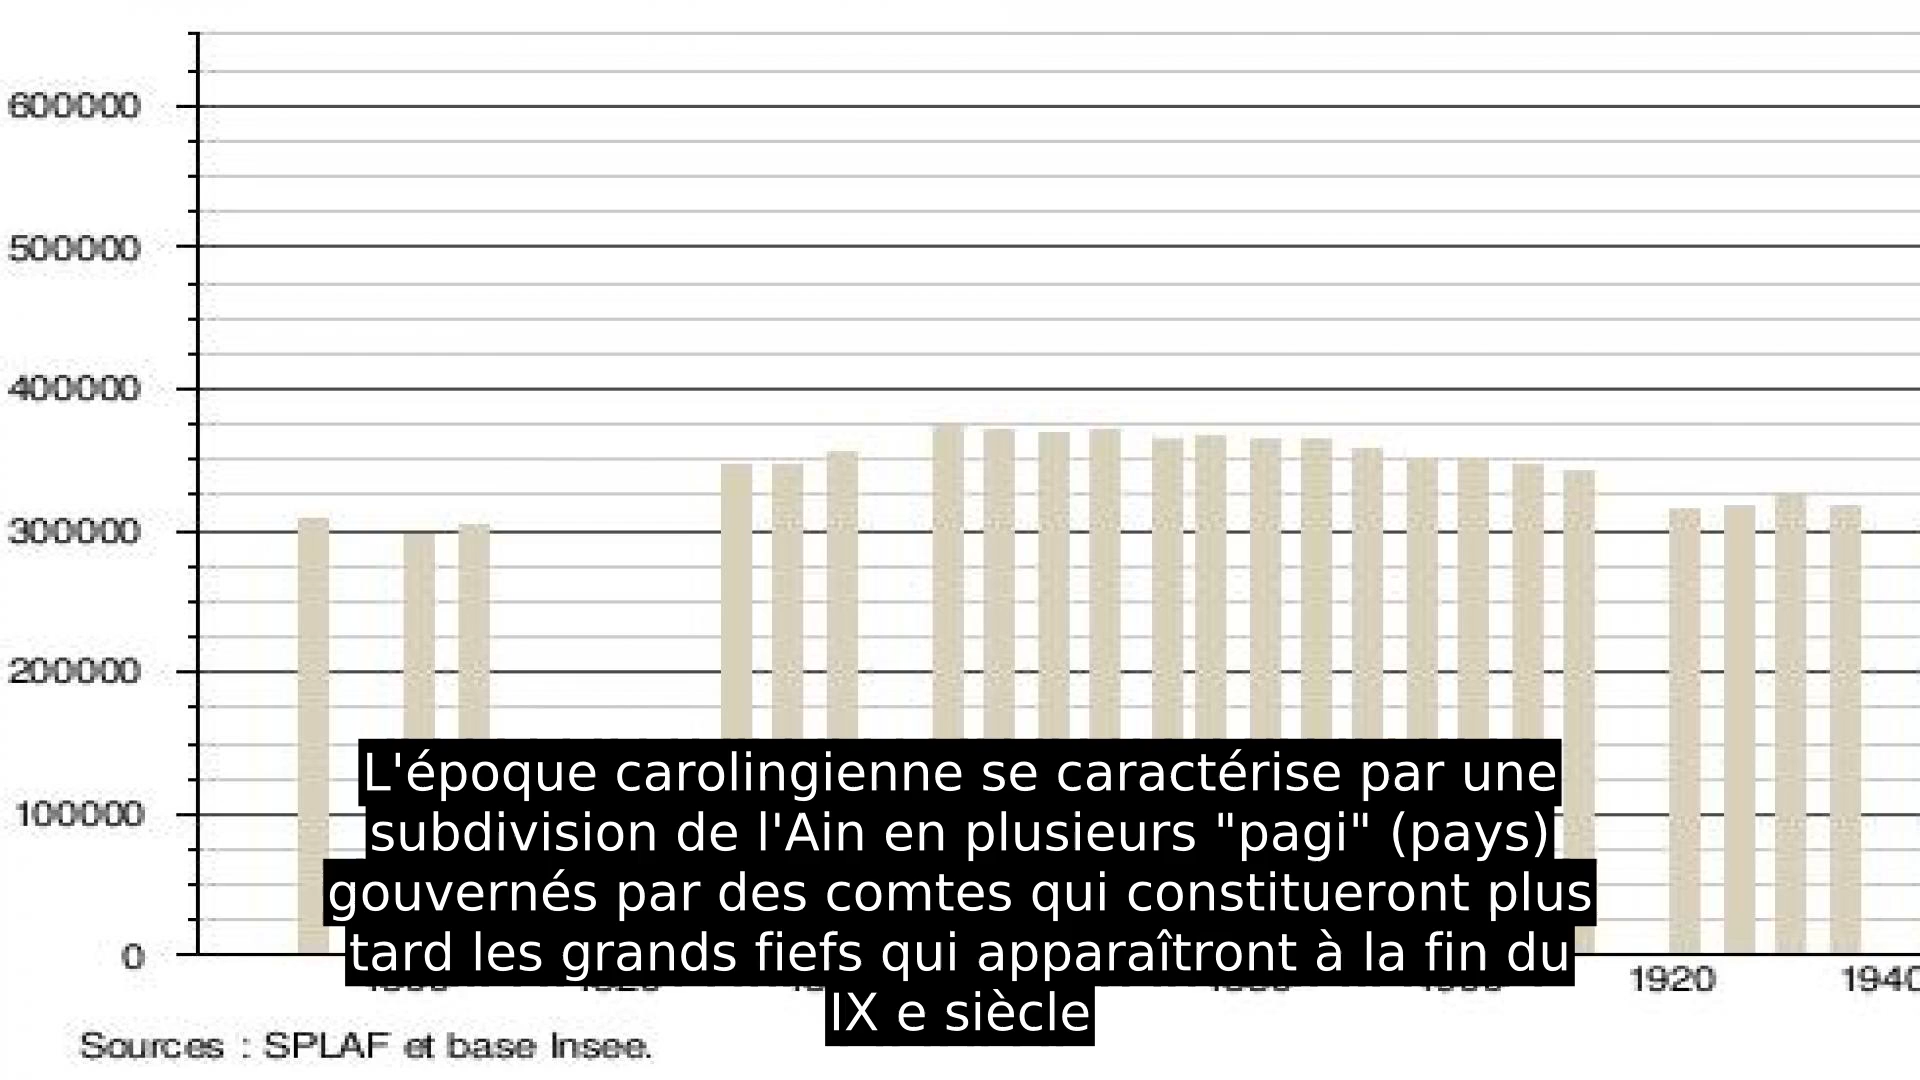 600000
500000
400000
300000
200000
100000
0
L'époque carolingienne se caractérise par une
subdivision de l'Ain en plusieurs "pagi" (pays)
gouvernés par des comtes qui constitueront plus
tard les grands fiefs qui apparaîtront à la fin du
IX e siècle
1920 1940
Sources : SPLAF et base Insee.